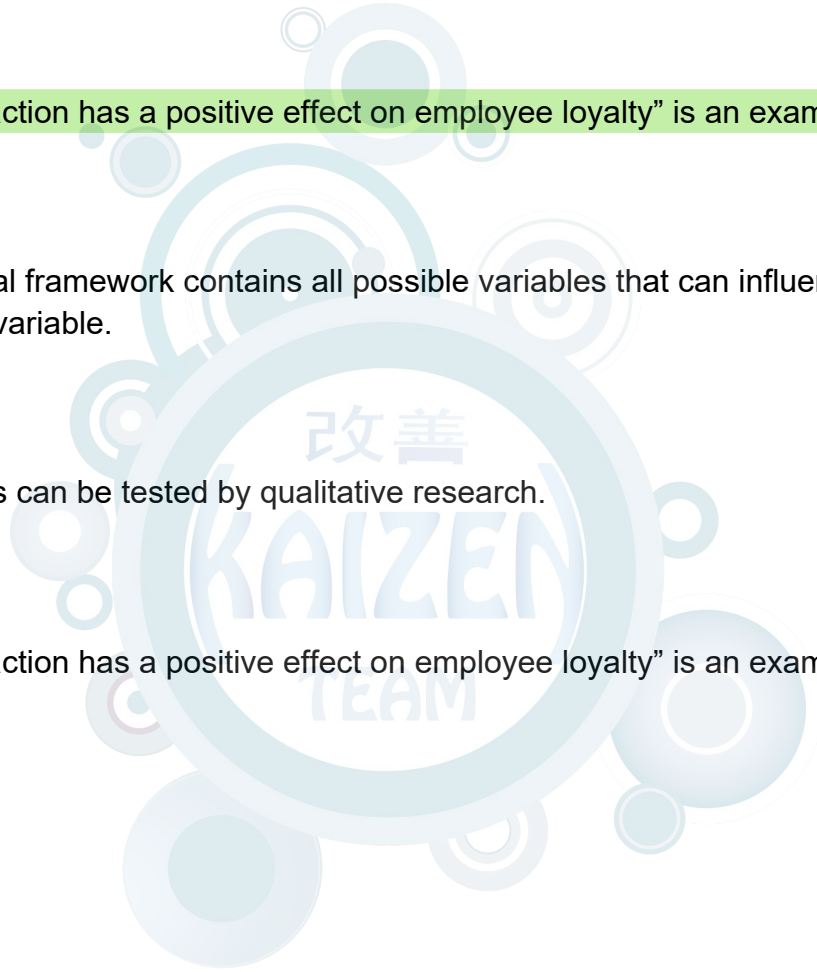 ction has a positive effect on employee loyalty” is an exam
al framework contains all possible variables that can influe
variable.
改善
s can be tested by qualitative research.
KAIZEN
ction has a positive effect on employee loyalty” is an exam
TEAM